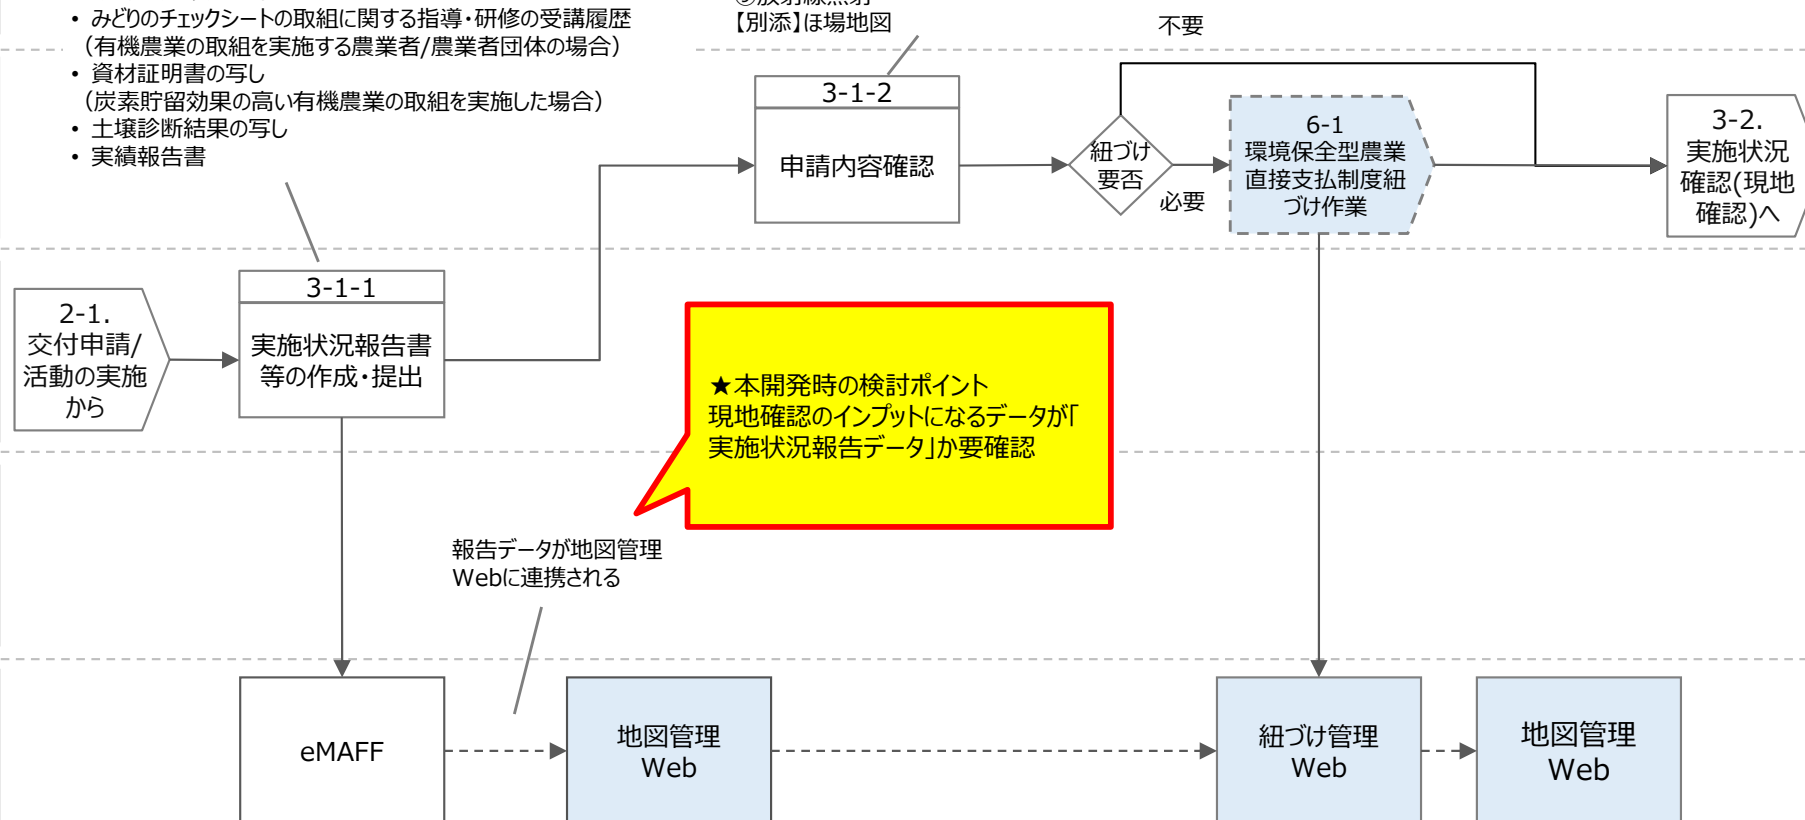 • みどりのチェックシートの取組に関する指導・研修の受講履歴
（有機農業の取組を実施する農業者/農業者団体の場合）
• 資材証明書の写し
（炭素貯留効果の高い有機農業の取組を実施した場合）
• 土壌診断結果の写し
• 実績報告書
【別添】ほ場地図
不要
3-1-2
申請内容確認
紐づけ
要否
必要
6-1
環境保全型農業
直接支払制度紐
づけ作業
3-2.
実施状況
確認(現地
確認)へ
2-1.
交付申請/
活動の実施
から
3-1-1
実施状況報告書
等の作成・提出
★本開発時の検討ポイント
現地確認のインプットになるデータが「
実施状況報告データ」か要確認
報告データが地図管理
Webに連携される
eMAFF
地図管理
Web
紐づけ管理
Web
地図管理
Web